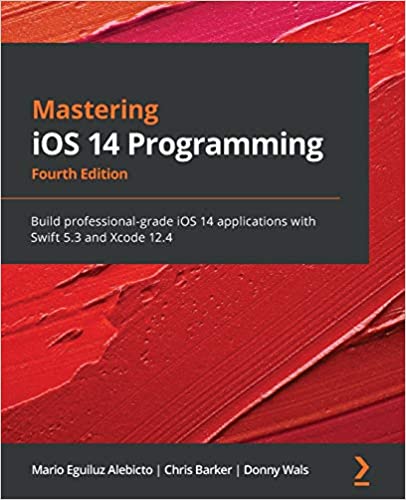 Mastering
iOS 14 Programming
Fourth Edition
Build professional-grade iOS 14 applications with
Swift 5.3 and Xcode 12.4
Mario Eguiluz Alebicto | Chris Barker | Donny Wals